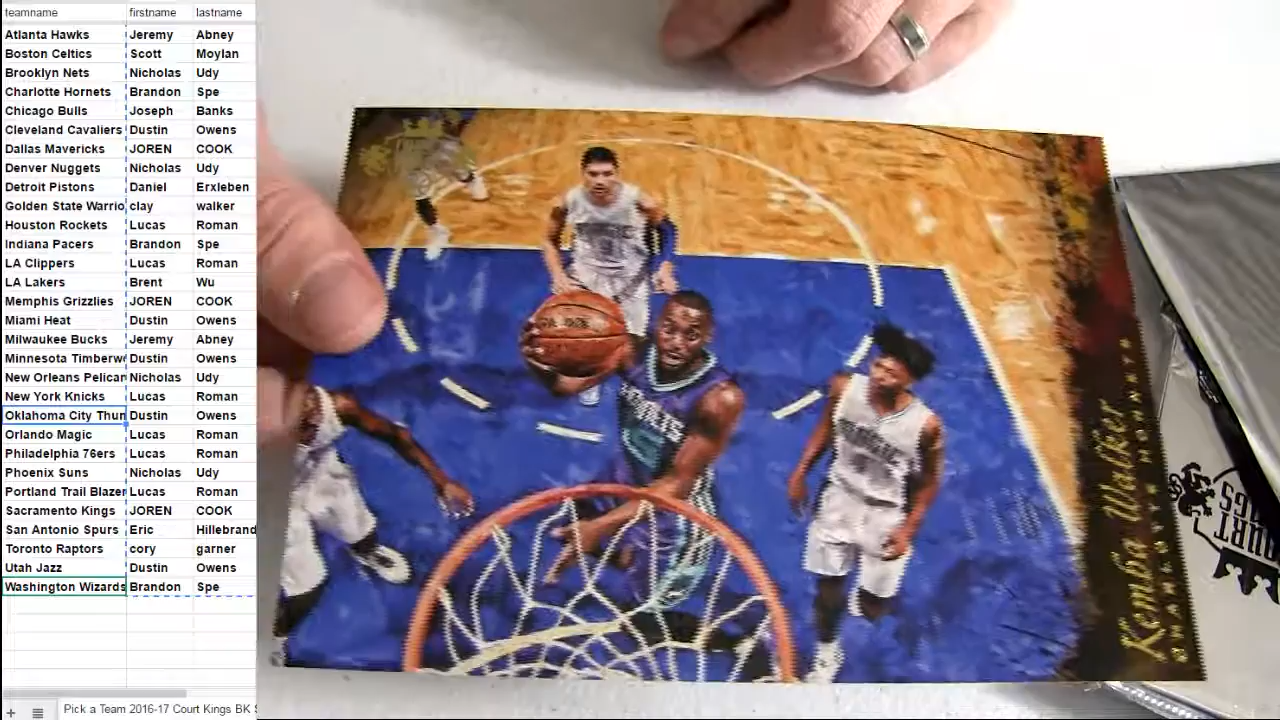 teamname firstname lastname
Atlanta Hawks Jeremy Abney
Boston Celtics Scott Moylan
Brooklyn Nets Nicholas Udy
Charlotte Hornets Brandon Spe
Chicago Bulls Joseph Banks
Cleveland Cavaliers Dustin Owens
Dallas Mavericks JOREN COOK
Denver Nuggets Nicholas Udy
Detroit Pistons Daniel Erxleben
Golden State Warrio clay walker
Houston Rockets Lucas Roman
Indiana Pacers Brandon Spe
LA Clippers Lucas Roman
LA Lakers Brent Wu
Memphis Grizzlies JOREN COOK
Miami Heat Dustin Owens
Milwaukee Bucks Jeremy Abney
Minnesota Timberw Dustin Owens
New Orleans Pelican Nicholas Udy
New York Knicks Lucas Roman
Oklahoma City Thun Dustin Owens
Orlando Magic Lucas Roman
Philadelphia 76ers Lucas Roman
Phoenix Suns Nicholas Udy
Portland Trail Blazer Lucas Roman
Sacramento Kings JOREN COOK
San Antonio Spurs Eric Hillebrand
Toronto Raptors cory garner
Utah Jazz Dustin Owens
Washington Wizards Brandon Spe
Pick a Team 2016-17 Court Kings BK
Kemba Walker
CHARLOTTE HORNETS
COURT
KINGS